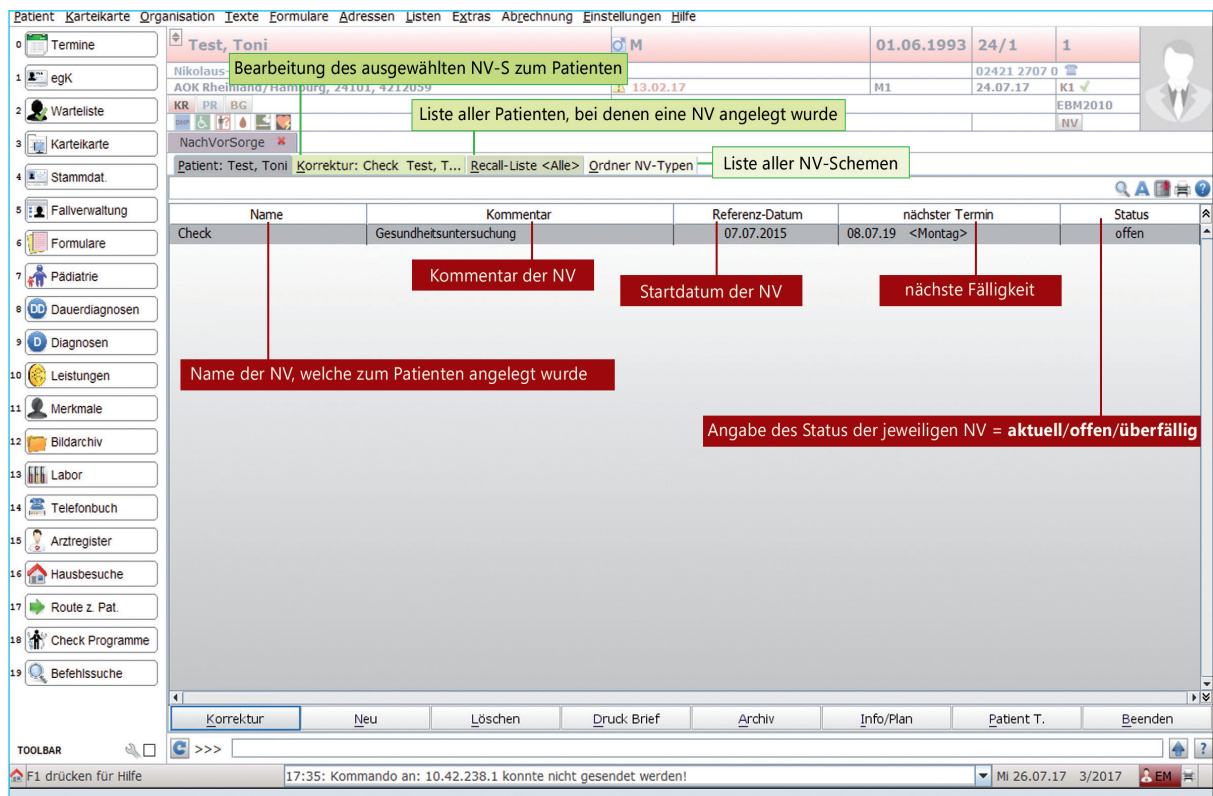 Patient Karteikarte Organisation Texte Formulare Adressen Listen Extras Abrechnung Einstellungen Hilfe
0 Termine
1 egK
2 Warteliste
3 Karteikarte
4 Stammdat.
5 Fallverwaltung
6 Formulare
7 Pädiatrie
8 DD Dauerdiagnosen
9 D Diagnosen
10 Leistungen
11 Merkmale
12 Bildarchiv
13 Labor
14 Telefonbuch
15 Arztregister
16 Hausbesuche
17 Route z. Pat.
18 Check Programme
19 Befehlssuche
TOOLBAR
Test, Toni M 01.06.1993 24/1 1
Bearbeitung des ausgewählten NV-S zum Patienten
Nikolaus- 02421 2707 0
AOK Rheinland/Hamburg, 24101, 4212059 13.02.17 M1 24.07.17 K1
KR PR BG EBM2010
DMP NV
Liste aller Patienten, bei denen eine NV angelegt wurde
NachVorSorge
Patient: Test, Toni Korrektur: Check Test, T... Recall-Liste <Alle> Ordner NV-Typen
Liste aller NV-Schemen
A
Name Kommentar Referenz-Datum nächster Termin Status
Check Gesundheitsuntersuchung 07.07.2015 08.07.19 <Montag> offen
Kommentar der NV
Startdatum der NV
nächste Fälligkeit
Name der NV, welche zum Patienten angelegt wurde
Angabe des Status der jeweiligen NV = aktuell/offen/überfällig
Korrektur Neu Löschen Druck Brief Archiv Info/Plan Patient T. Beenden
C >>> ?
F1 drücken für Hilfe 17:35: Kommando an: 10.42.238.1 konnte nicht gesendet werden! Mi 26.07.17 3/2017 EM